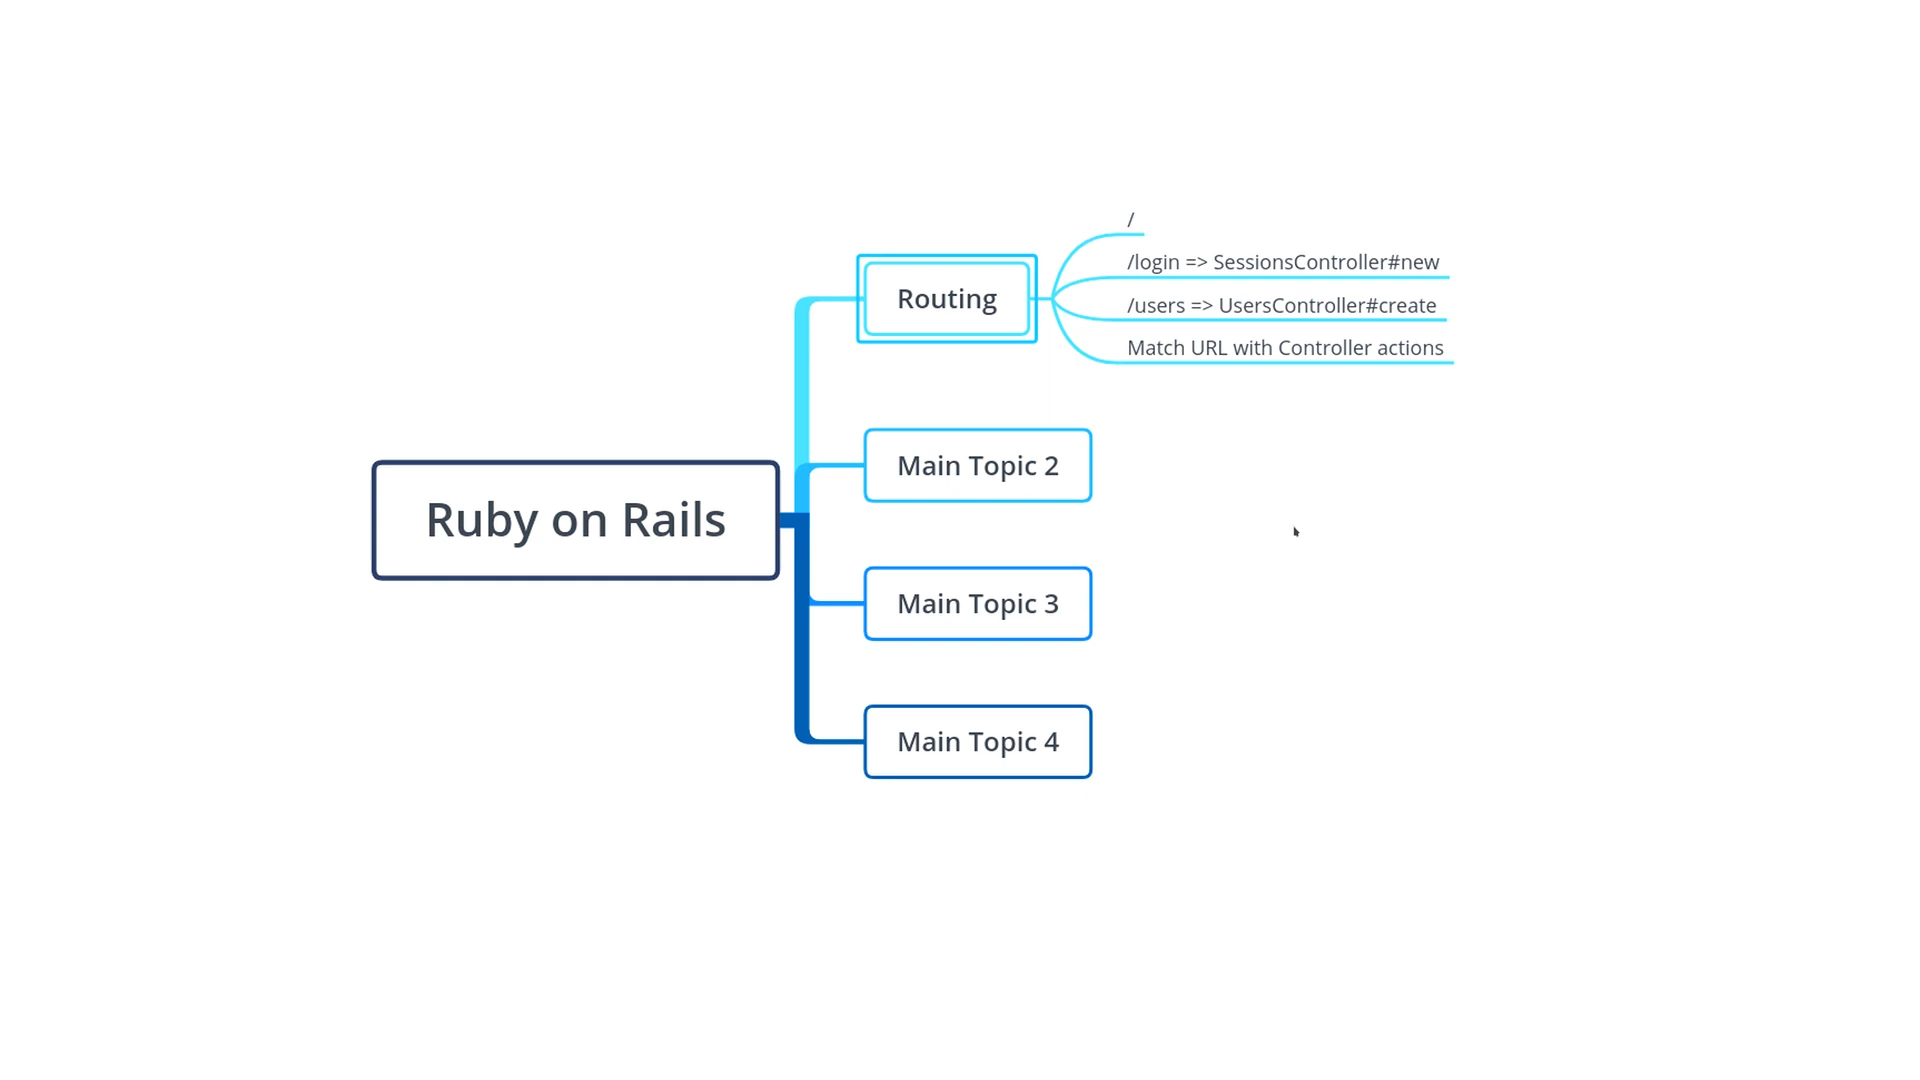 Ruby on Rails
Routing
/
/login => SessionsController#new
/users => UsersController#create
Match URL with Controller actions
Main Topic 2
Main Topic 3
Main Topic 4